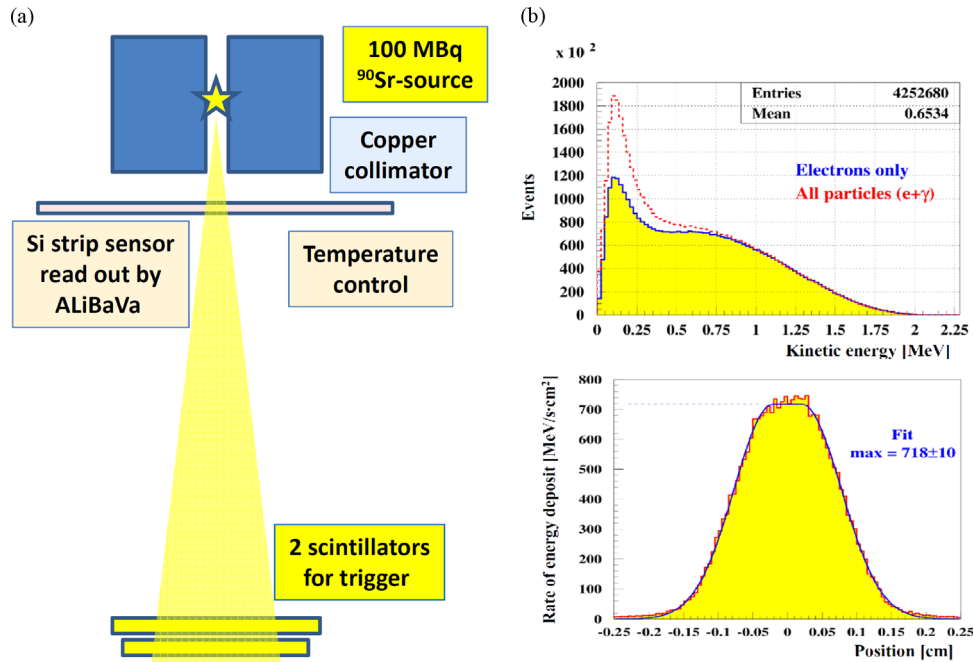 (a)
100 MBq
⁹⁰Sr-source
Copper
collimator
Si strip sensor
read out by
ALiBaVa
Temperature
control
2 scintillators
for trigger
(b)
x 10²
Events
2000
1800
1600
1400
1200
1000
800
600
400
200
0
Entries 4252680
Mean 0.6534
Electrons only
All particles (e+γ)
0 0.25 0.5 0.75 1 1.25 1.5 1.75 2 2.25
Kinetic energy [MeV]
Rate of energy deposit [MeV/s·cm²]
800
700
600
500
400
300
200
100
0
Fit
max = 718±10
-0.25 -0.2 -0.15 -0.1 -0.05 0 0.05 0.1 0.15 0.2 0.25
Position [cm]